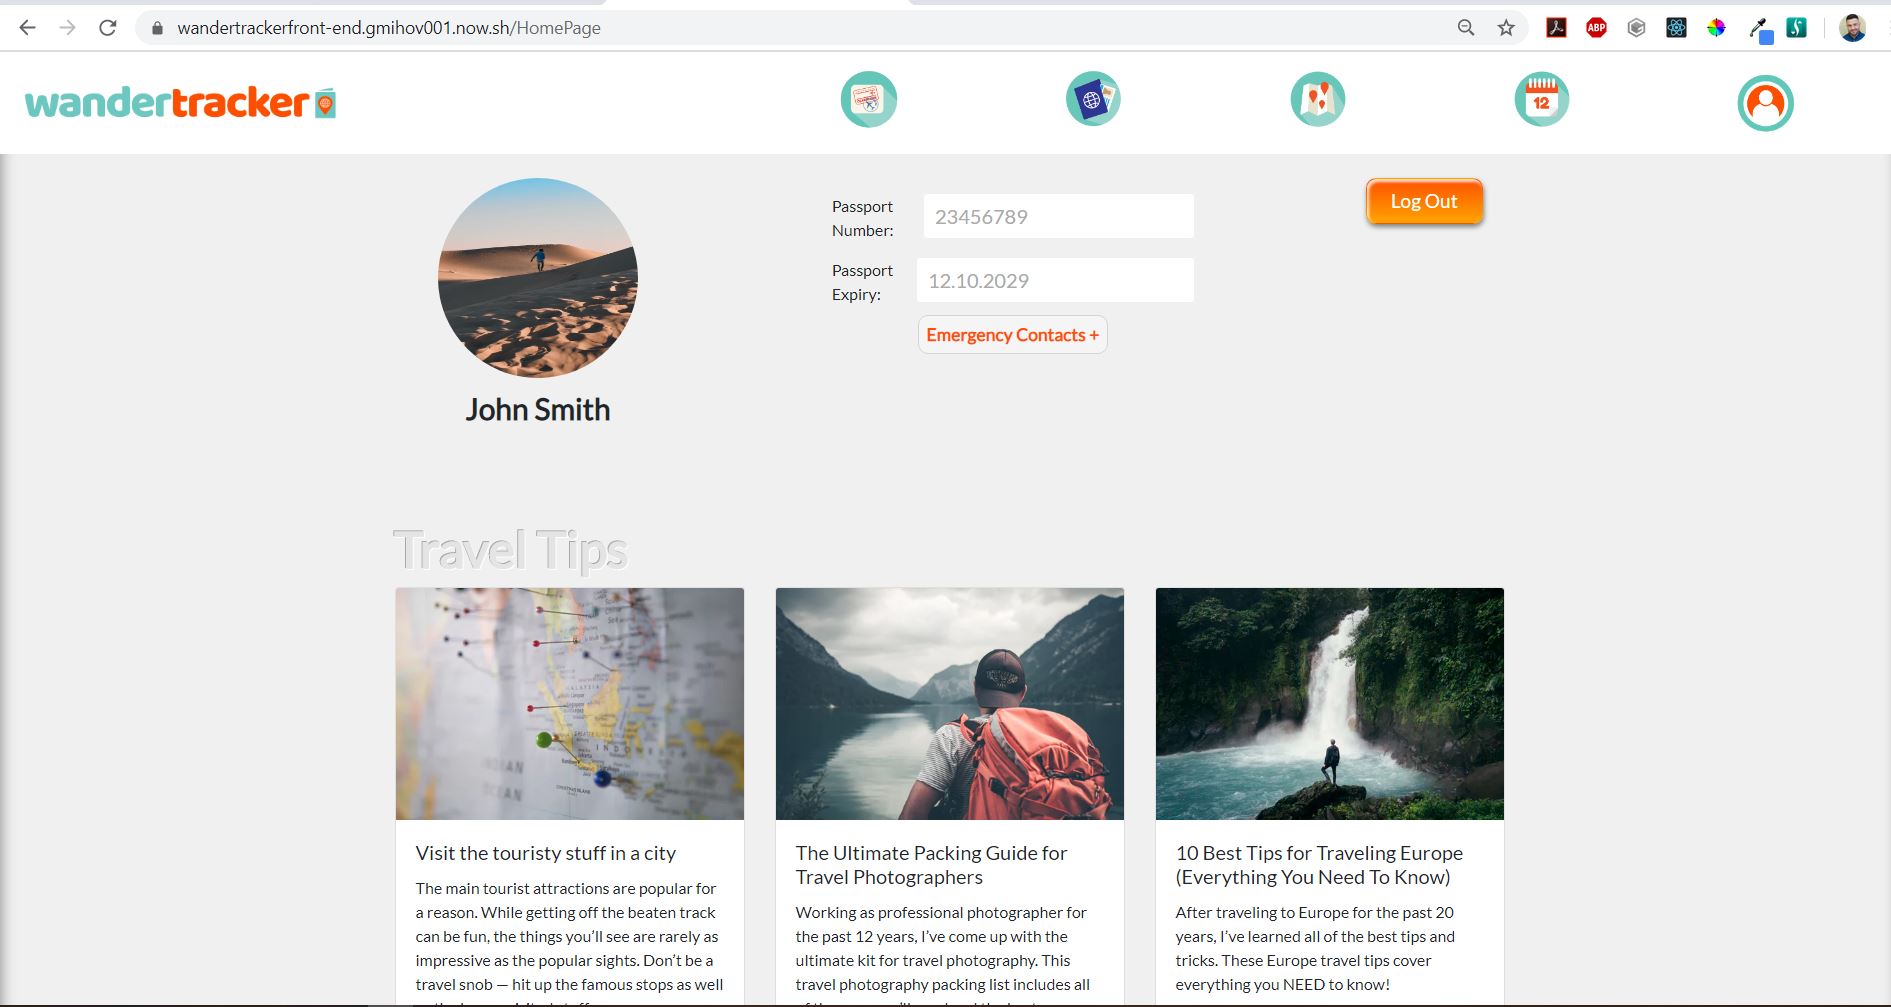 wandertrackerfront-end.gmihov001.now.sh/HomePage
ABP
wandertracker
12
Passport
Number:
23456789
Log Out
Passport
Expiry:
12.10.2029
Emergency Contacts +
John Smith
Travel Tips
MALAYSIA
INDONE
INDIAN
OCEAN
Visit the touristy stuff in a city
The main tourist attractions are popular for
a reason. While getting off the beaten track
can be fun, the things you’ll see are rarely as
impressive as the popular sights. Don’t be a
travel snob — hit up the famous stops as well
The Ultimate Packing Guide for
Travel Photographers
Working as professional photographer for
the past 12 years, I’ve come up with the
ultimate kit for travel photography. This
travel photography packing list includes all
10 Best Tips for Traveling Europe
(Everything You Need To Know)
After traveling to Europe for the past 20
years, I’ve learned all of the best tips and
tricks. These Europe travel tips cover
everything you NEED to know!